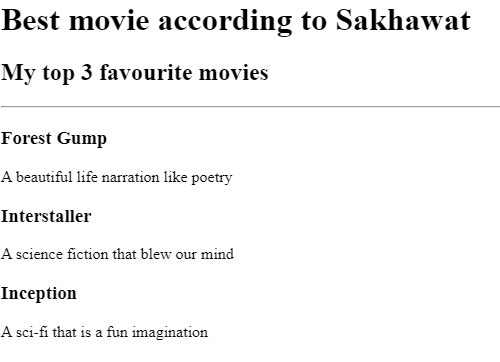 Best movie according to Sakhawat
My top 3 favourite movies
Forest Gump
A beautiful life narration like poetry
Interstaller
A science fiction that blew our mind
Inception
A sci-fi that is a fun imagination